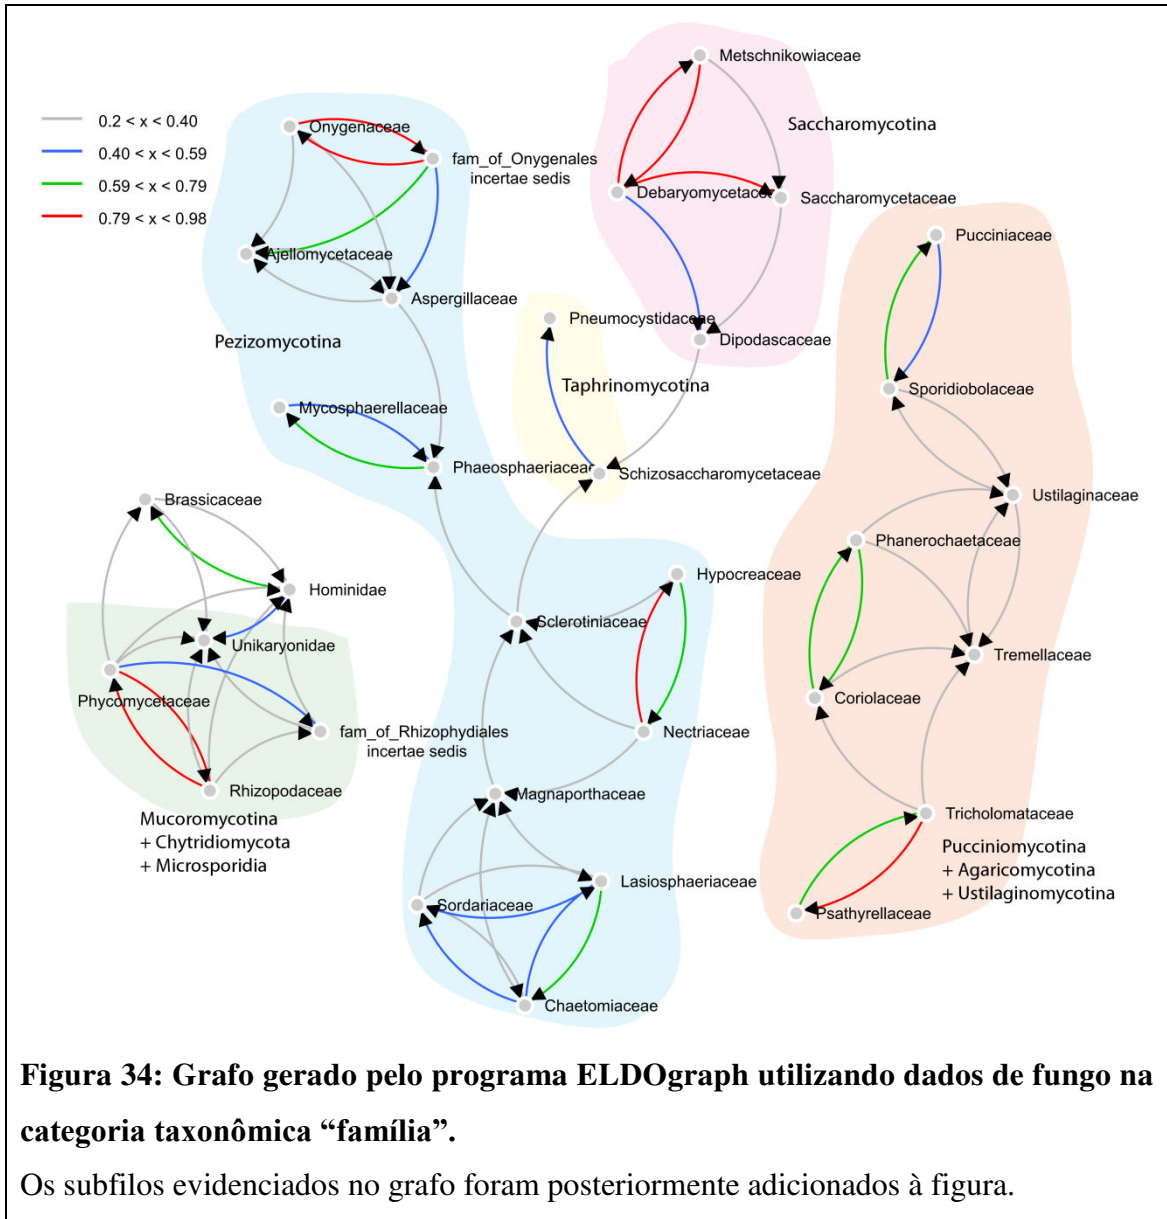 Metschnikowiaceae
0.2 < x < 0.40
Onygenaceae
Saccharomycotina
0.40 < x < 0.59
fam_of_Onygenales
incertae sedis
0.59 < x < 0.79
Debaryomycetacea
Saccharomycetaceae
0.79 < x < 0.98
Pucciniaceae
Ajellomycetaceae
Aspergillaceae
Pneumocystidaceae
Pezizomycotina
Dipodascaceae
Taphrinomycotina
Sporidiobolaceae
Mycosphaerellaceae
Phaeosphaeriaceae
Schizosaccharomycetaceae
Brassicaceae
Ustilaginaceae
Phanerochaetaceae
Hominidae
Hypocreaceae
Sclerotiniaceae
Unikaryonidae
Tremellaceae
Phycomycetaceae
Coriolaceae
fam_of_Rhizophydiales
incertae sedis
Nectriaceae
Rhizopodaceae
Magnaporthaceae
Mucoromycotina
+ Chytridiomycota
+ Microsporidia
Tricholomataceae
Pucciniomycotina
+ Agaricomycotina
+ Ustilaginomycotina
Lasiosphaeriaceae
Sordariaceae
Psathyrellaceae
Chaetomiaceae
Figura 34: Grafo gerado pelo programa ELDOgraph utilizando dados de fungo na
categoria taxonômica “família”.
Os subfilos evidenciados no grafo foram posteriormente adicionados à figura.